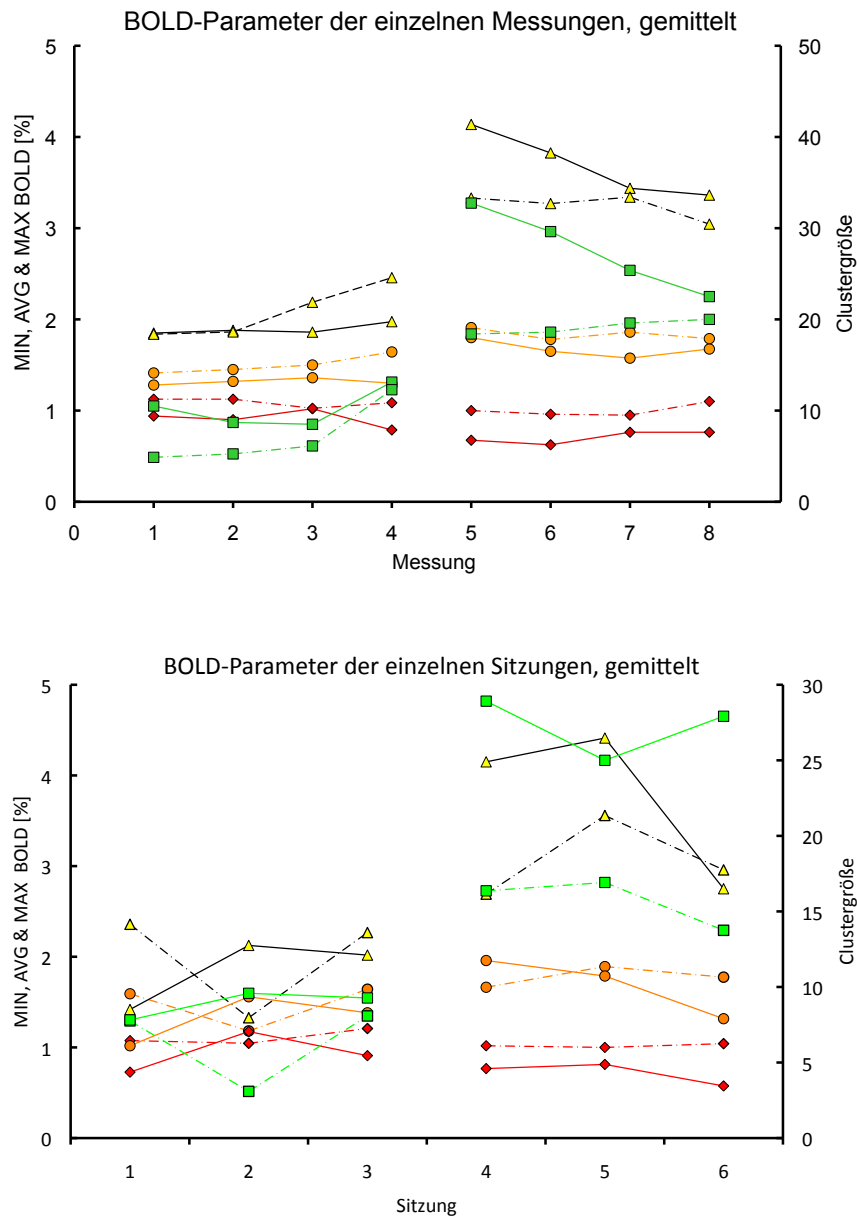 BOLD-Parameter der einzelnen Messungen, gemittelt
5 50
4 40
3 30
2 20
1 10
0 0
MIN, AVG & MAX BOLD [%]
Clustergröße
0 1 2 3 4 5 6 7 8
Messung
BOLD-Parameter der einzelnen Sitzungen, gemittelt
5 30
4 25
3 20
2 15
1 10
0 5
0
MIN, AVG & MAX BOLD [%]
Clustergröße
1 2 3 4 5 6
Sitzung